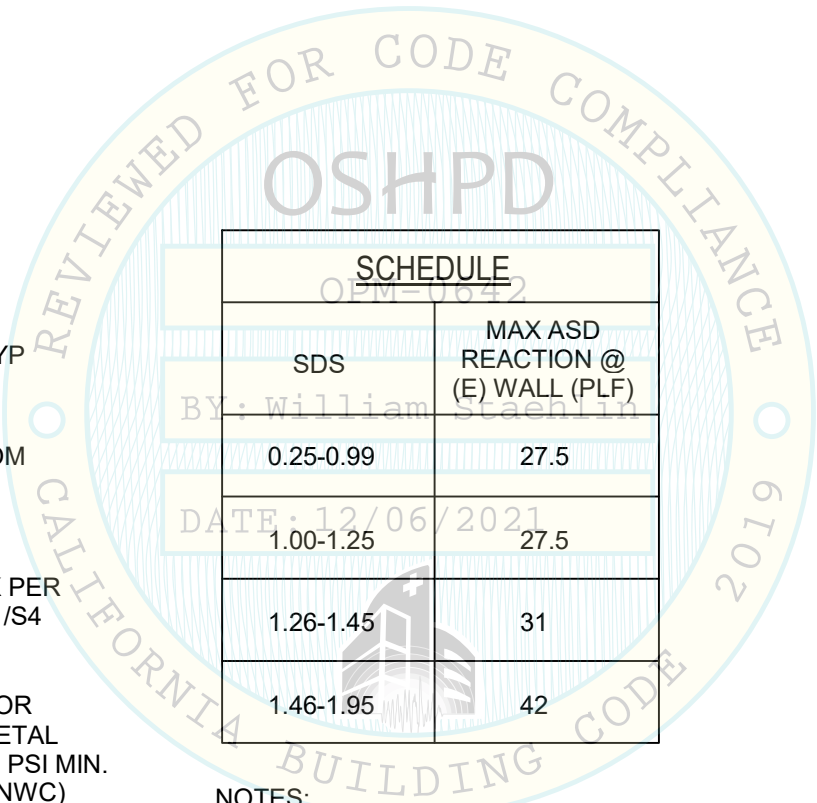 REVIEWED FOR CODE COMPLIANCE
OSHPD
OPM-0642
BY: William Staehlin
DATE: 12/06/2021
CALIFORNIA BUILDING CODE 2019
SCHEDULE
SDS
MAX ASD
REACTION @
(E) WALL (PLF)
0.25-0.99 27.5
1.00-1.25 27.5
1.26-1.45 31
1.46-1.95 42
YP
OM
PER
/S4
OR
ETAL
PSI MIN.
NWC)
NOTES: